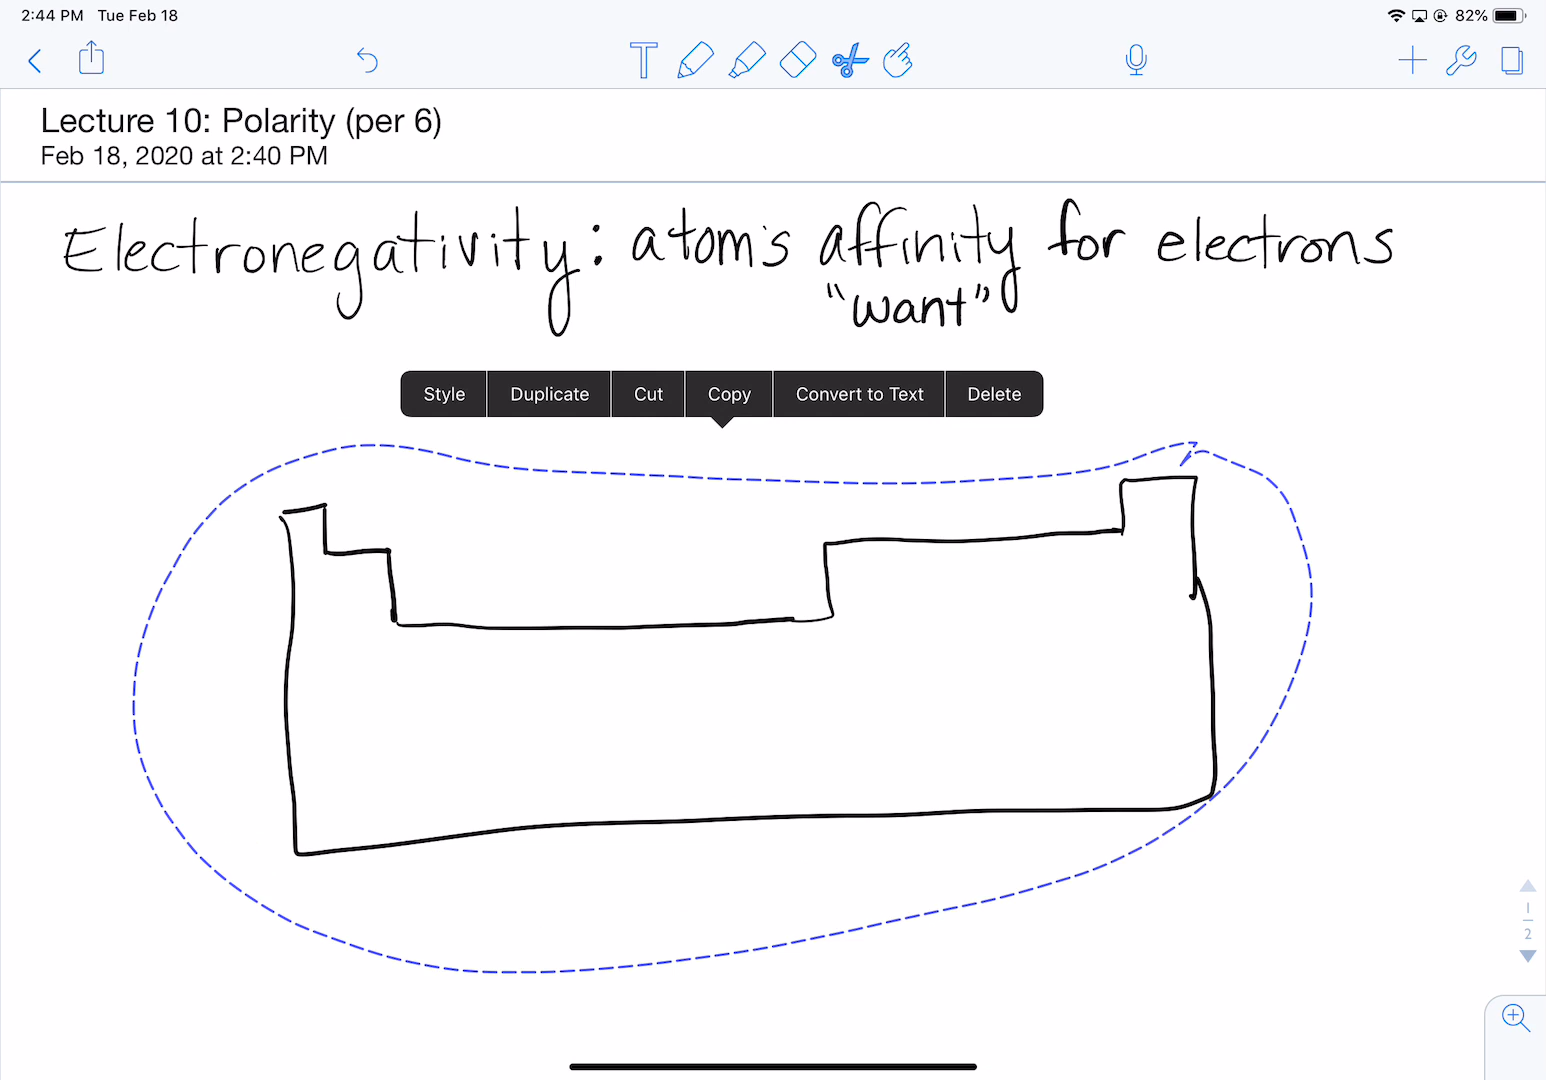 2:44 PM Tue Feb 18 82%
T
Lecture 10: Polarity (per 6)
Feb 18, 2020 at 2:40 PM
Electronegativity: atom's affinity for electrons
"want"
Style Duplicate Cut Copy Convert to Text Delete
1
2